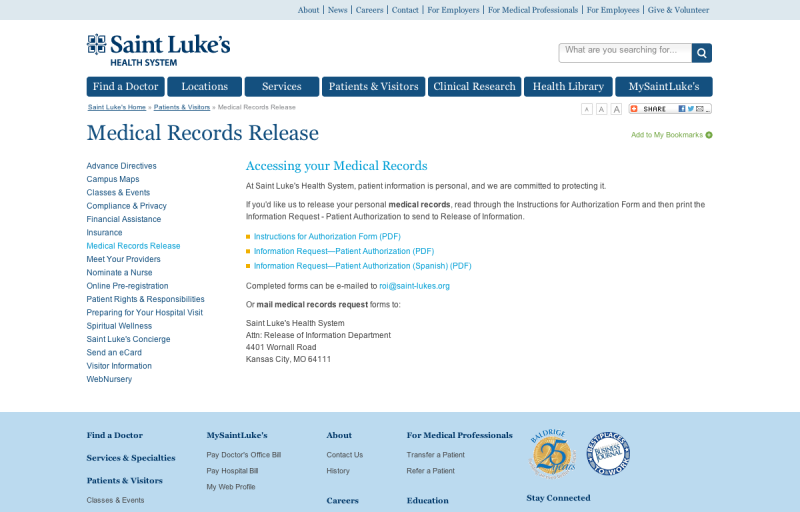 About | News | Careers | Contact | For Employers | For Medical Professionals | For Employees | Give & Volunteer
Saint Luke's
HEALTH SYSTEM
What are you searching for...
Find a Doctor
Locations
Services
Patients & Visitors
Clinical Research
Health Library
MySaintLuke's
Saint Luke's Home » Patients & Visitors » Medical Records Release
A A A
SHARE
Medical Records Release
Add to My Bookmarks
Advance Directives
Campus Maps
Classes & Events
Compliance & Privacy
Financial Assistance
Insurance
Medical Records Release
Meet Your Providers
Nominate a Nurse
Online Pre-registration
Patient Rights & Responsibilities
Preparing for Your Hospital Visit
Spiritual Wellness
Saint Luke's Concierge
Send an eCard
Visitor Information
WebNursery
Accessing your Medical Records
At Saint Luke's Health System, patient information is personal, and we are committed to protecting it.
If you'd like us to release your personal medical records, read through the Instructions for Authorization Form and then print the
Information Request - Patient Authorization to send to Release of Information.
Instructions for Authorization Form (PDF)
Information Request—Patient Authorization (PDF)
Information Request—Patient Authorization (Spanish) (PDF)
Completed forms can be e-mailed to roi@saint-lukes.org
Or mail medical records request forms to:
Saint Luke's Health System
Attn: Release of Information Department
4401 Wornall Road
Kansas City, MO 64111
Find a Doctor
Services & Specialties
Patients & Visitors
Classes & Events
MySaintLuke's
Pay Doctor's Office Bill
Pay Hospital Bill
My Web Profile
About
Contact Us
History
Careers
For Medical Professionals
Transfer a Patient
Refer a Patient
Education
BALDRIGE
25
Years
BEST PLACES
BUSINESS
JOURNAL
TO WORK
Stay Connected